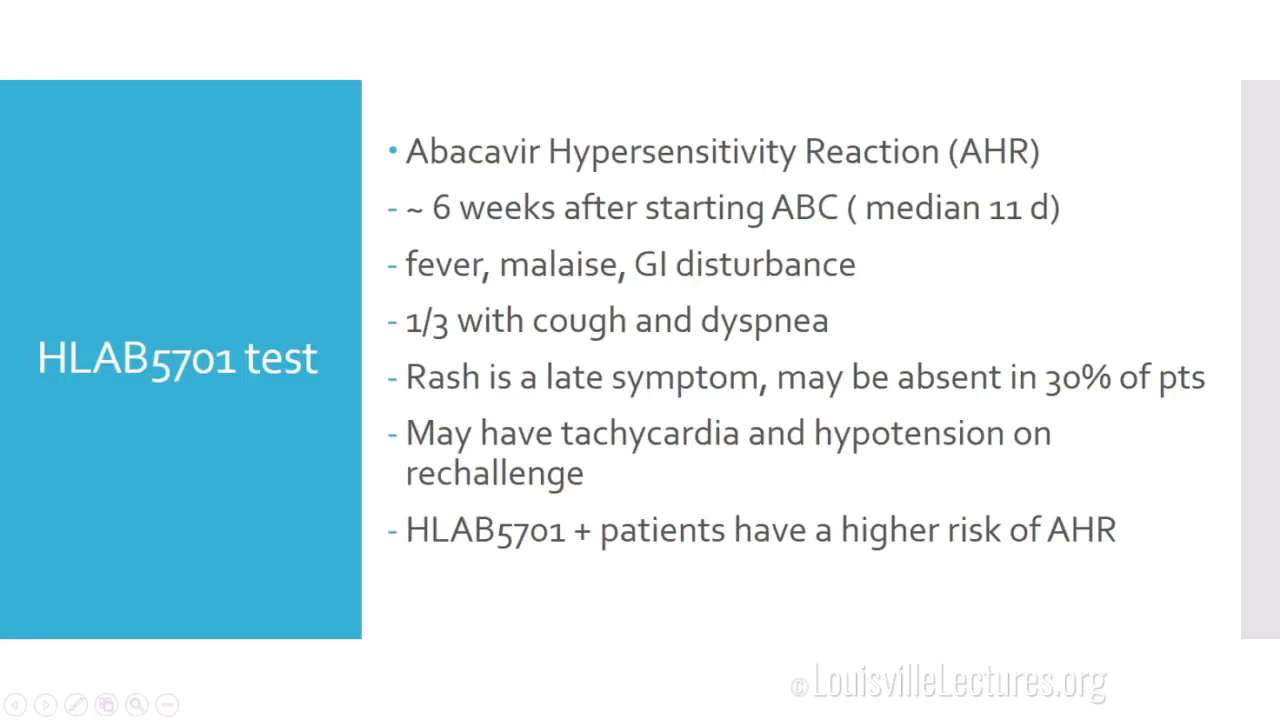 HLAB5701 test
• Abacavir Hypersensitivity Reaction (AHR)
- ~ 6 weeks after starting ABC ( median 11 d)
- fever, malaise, GI disturbance
- 1/3 with cough and dyspnea
- Rash is a late symptom, may be absent in 30% of pts
- May have tachycardia and hypotension on
rechallenge
- HLAB5701 + patients have a higher risk of AHR
© LouisvilleLectures.org